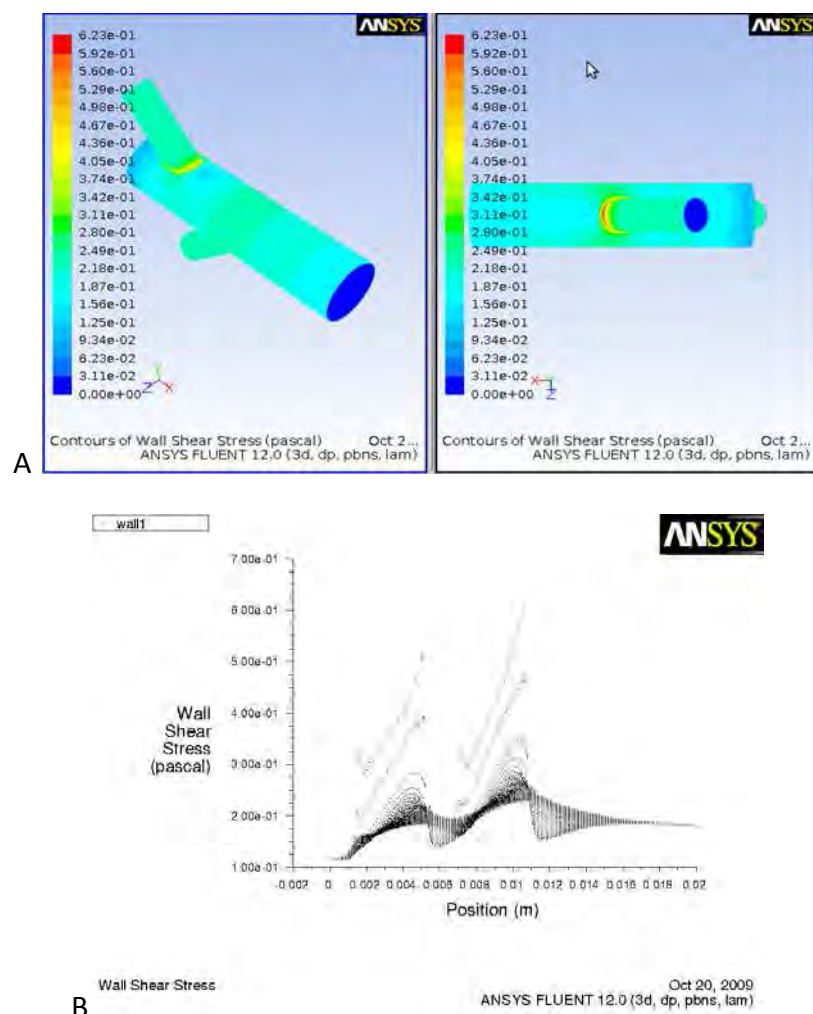 ANSYS
6.23e-01
5.92e-01
5.60e-01
5.29e-01
4.98e-01
4.67e-01
4.36e-01
4.05e-01
3.74e-01
3.42e-01
3.11e-01
2.80e-01
2.49e-01
2.18e-01
1.87e-01
1.56e-01
1.25e-01
9.34e-02
6.23e-02
3.11e-02
0.00e+00
Y
Z X
Contours of Wall Shear Stress (pascal) Oct 2...
ANSYS FLUENT 12.0 (3d, dp, pbns, lam)
ANSYS
6.23e-01
5.92e-01
5.60e-01
5.29e-01
4.98e-01
4.67e-01
4.36e-01
4.05e-01
3.74e-01
3.42e-01
3.11e-01
2.80e-01
2.49e-01
2.18e-01
1.87e-01
1.56e-01
1.25e-01
9.34e-02
6.23e-02
3.11e-02
0.00e+00
X
Z
Contours of Wall Shear Stress (pascal) Oct 2...
ANSYS FLUENT 12.0 (3d, dp, pbns, lam)
A
wall1
ANSYS
7.00e-01
6.00e-01
5.00e-01
4.00e-01
3.00e-01
2.00e-01
1.00e-01
Wall
Shear
Stress
(pascal)
-0.002 0 0.002 0.004 0.006 0.008 0.01 0.012 0.014 0.016 0.018 0.02
Position (m)
Wall Shear Stress Oct 20, 2009
ANSYS FLUENT 12.0 (3d, dp, pbns, lam)
B